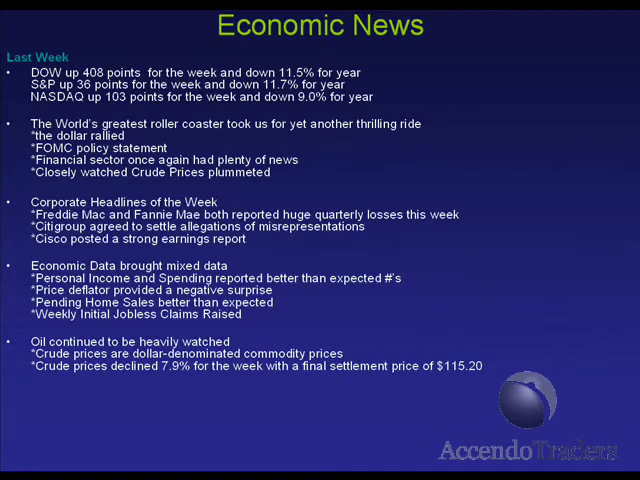 Economic News
Last Week
• DOW up 408 points  for the week and down 11.5% for year
S&P up 36 points for the week and down 11.7% for year
NASDAQ up 103 points for the week and down 9.0% for year
• The World's greatest roller coaster took us for yet another thrilling ride
*the dollar rallied
*FOMC policy statement
*Financial sector once again had plenty of news
*Closely watched Crude Prices plummeted
• Corporate Headlines of the Week
*Freddie Mac and Fannie Mae both reported huge quarterly losses this week
*Citigroup agreed to settle allegations of misrepresentations
*Cisco posted a strong earnings report
• Economic Data brought mixed data
*Personal Income and Spending reported better than expected #'s
*Price deflator provided a negative surprise
*Pending Home Sales better than expected
*Weekly Initial Jobless Claims Raised
• Oil continued to be heavily watched
*Crude prices are dollar-denominated commodity prices
*Crude prices declined 7.9% for the week with a final settlement price of $115.20
AccendoTraders